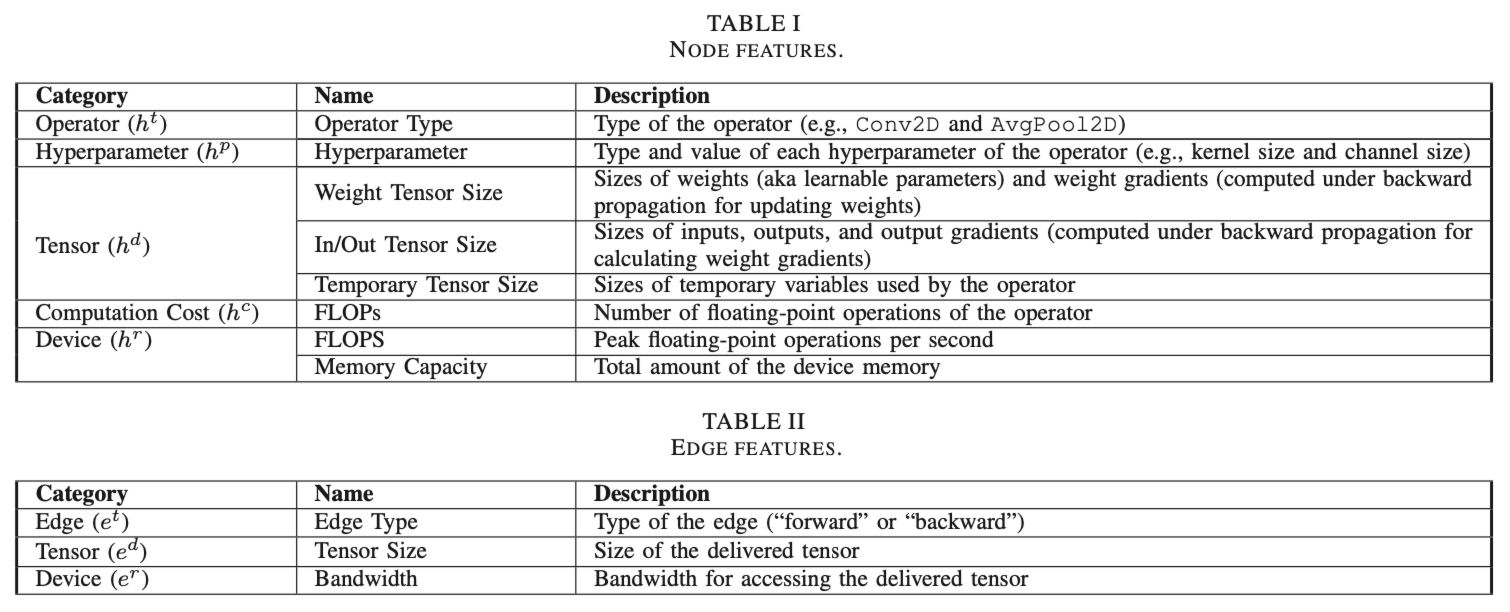 TABLE I
NODE FEATURES.
Category Name Description
Operator (h^t) Operator Type Type of the operator (e.g., Conv2D and AvgPool2D)
Hyperparameter (h^p) Hyperparameter Type and value of each hyperparameter of the operator (e.g., kernel size and channel size)
Tensor (h^d) Weight Tensor Size Sizes of weights (aka learnable parameters) and weight gradients (computed under backward
propagation for updating weights)
In/Out Tensor Size Sizes of inputs, outputs, and output gradients (computed under backward propagation for
calculating weight gradients)
Temporary Tensor Size Sizes of temporary variables used by the operator
Computation Cost (h^c) FLOPs Number of floating-point operations of the operator
Device (h^r) FLOPS Peak floating-point operations per second
Memory Capacity Total amount of the device memory
TABLE II
EDGE FEATURES.
Category Name Description
Edge (e^t) Edge Type Type of the edge (“forward” or “backward”)
Tensor (e^d) Tensor Size Size of the delivered tensor
Device (e^r) Bandwidth Bandwidth for accessing the delivered tensor